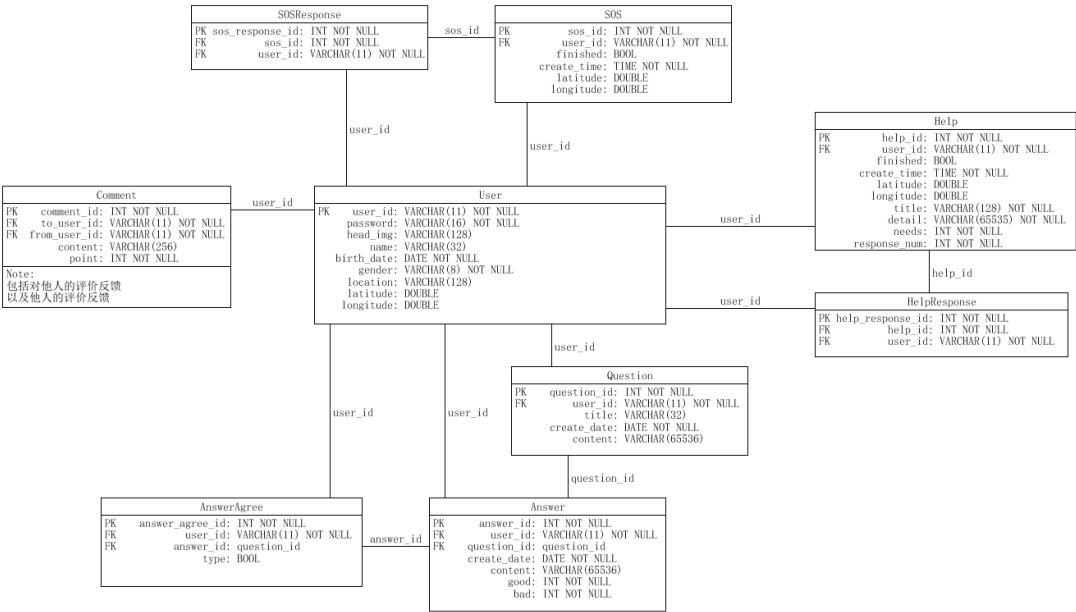 SOSResponse
PK sos_response_id: INT NOT NULL
FK sos_id: INT NOT NULL
FK user_id: VARCHAR(11) NOT NULL
sos_id
SOS
PK sos_id: INT NOT NULL
FK user_id: VARCHAR(11) NOT NULL
finished: BOOL
create_time: TIME NOT NULL
latitude: DOUBLE
longitude: DOUBLE
user_id
user_id
Help
PK help_id: INT NOT NULL
FK user_id: VARCHAR(11) NOT NULL
finished: BOOL
create_time: TIME NOT NULL
latitude: DOUBLE
longitude: DOUBLE
title: VARCHAR(128) NOT NULL
detail: VARCHAR(65535) NOT NULL
needs: INT NOT NULL
response_num: INT NOT NULL
Comment
PK comment_id: INT NOT NULL
FK to_user_id: VARCHAR(11) NOT NULL
FK from_user_id: VARCHAR(11) NOT NULL
content: VARCHAR(256)
point: INT NOT NULL
Note:
包括对他人的评价反馈
以及他人的评价反馈
user_id
User
PK user_id: VARCHAR(11) NOT NULL
password: VARCHAR(16) NOT NULL
head_img: VARCHAR(128)
name: VARCHAR(32)
birth_date: DATE NOT NULL
gender: VARCHAR(8) NOT NULL
location: VARCHAR(128)
latitude: DOUBLE
longitude: DOUBLE
user_id
help_id
user_id
HelpResponse
PK help_response_id: INT NOT NULL
FK help_id: INT NOT NULL
FK user_id: VARCHAR(11) NOT NULL
user_id
Question
PK question_id: INT NOT NULL
FK user_id: VARCHAR(11) NOT NULL
title: VARCHAR(32)
create_date: DATE NOT NULL
content: VARCHAR(65536)
user_id
user_id
question_id
AnswerAgree
PK answer_agree_id: INT NOT NULL
FK user_id: VARCHAR(11) NOT NULL
FK answer_id: question_id
type: BOOL
answer_id
Answer
PK answer_id: INT NOT NULL
FK user_id: VARCHAR(11) NOT NULL
FK question_id: question_id
create_date: DATE NOT NULL
content: VARCHAR(65536)
good: INT NOT NULL
bad: INT NOT NULL